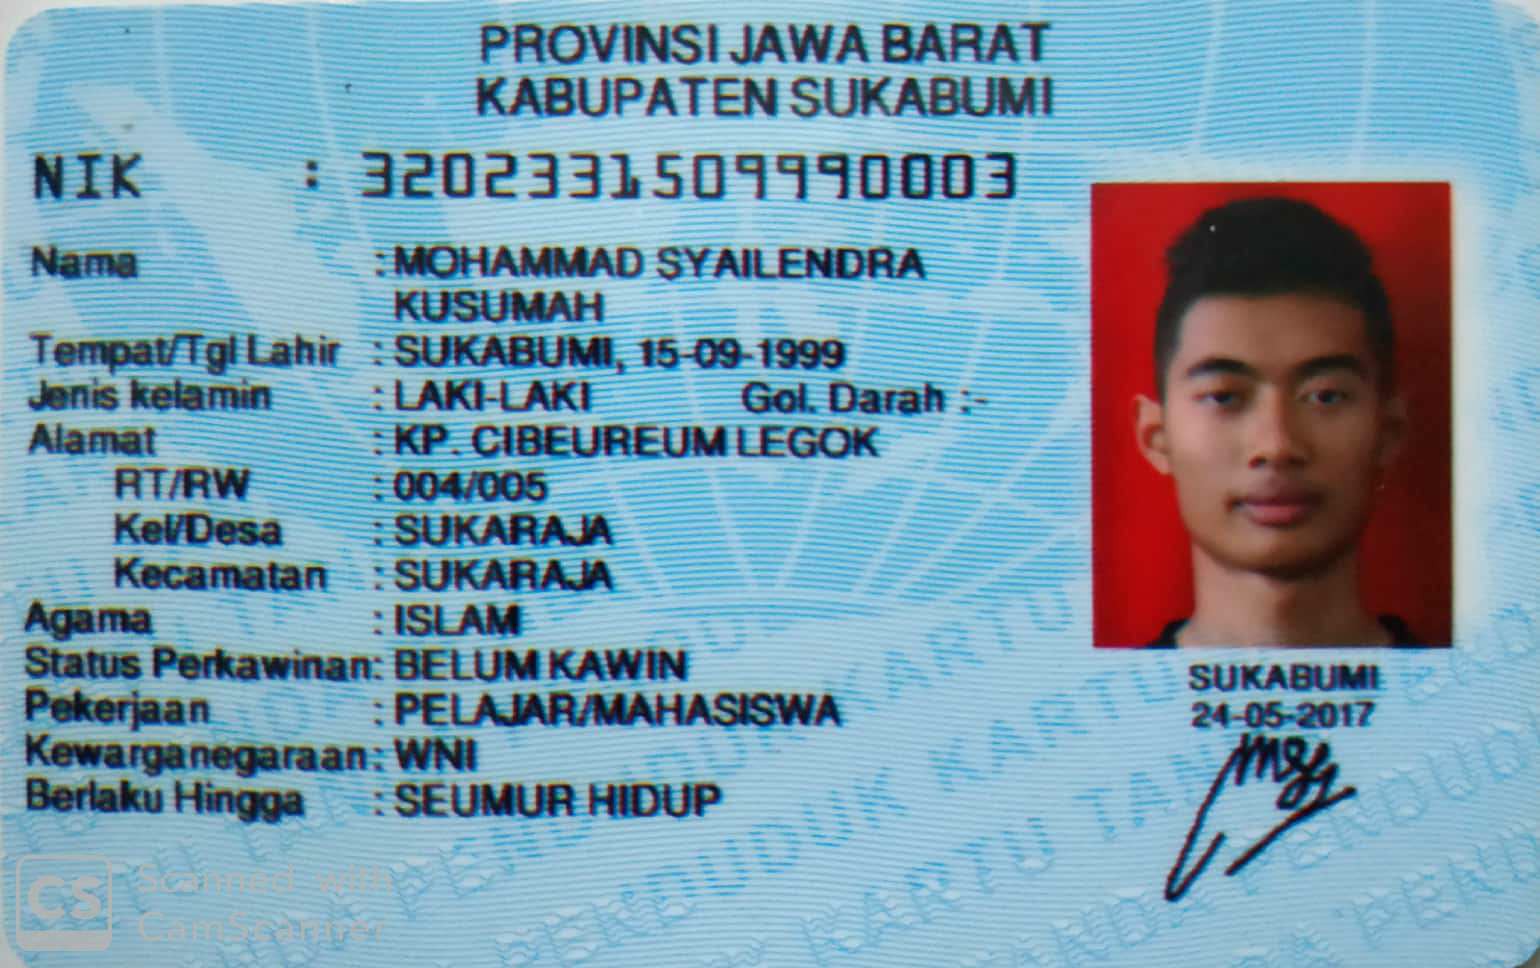 PROVINSI JAWA BARAT
KABUPATEN SUKABUMI
NIK : 3202331509990003
Nama : MOHAMMAD SYAILENDRA
KUSUMAH
Tempat/Tgl Lahir : SUKABUMI, 15-09-1999
Jenis kelamin : LAKI-LAKI Gol. Darah :-
Alamat : KP. CIBEUREUM LEGOK
RT/RW : 004/005
Kel/Desa : SUKARAJA
Kecamatan : SUKARAJA
Agama : ISLAM
Status Perkawinan: BELUM KAWIN
Pekerjaan : PELAJAR/MAHASISWA
Kewarganegaraan: WNI
Berlaku Hingga : SEUMUR HIDUP
SUKABUMI
24-05-2017
CS Scanned with
CamScanner